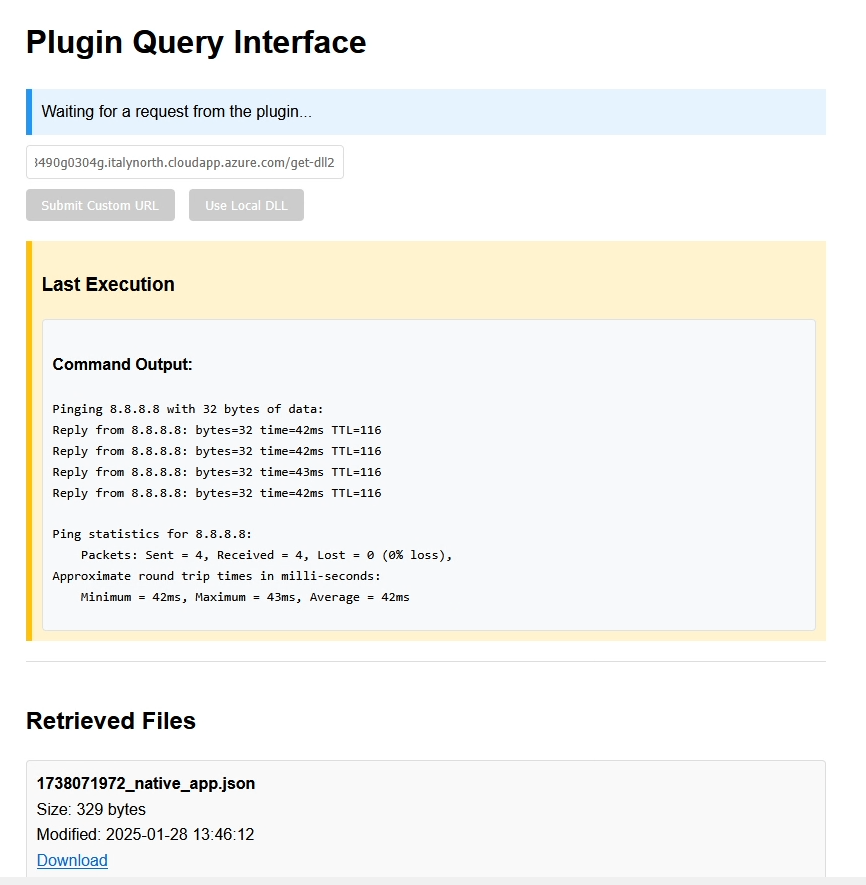 Plugin Query Interface
Waiting for a request from the plugin...
3490g0304g.italynorth.cloudapp.azure.com/get-dll2
Submit Custom URL Use Local DLL
Last Execution
Command Output:
Pinging 8.8.8.8 with 32 bytes of data:
Reply from 8.8.8.8: bytes=32 time=42ms TTL=116
Reply from 8.8.8.8: bytes=32 time=42ms TTL=116
Reply from 8.8.8.8: bytes=32 time=43ms TTL=116
Reply from 8.8.8.8: bytes=32 time=42ms TTL=116
Ping statistics for 8.8.8.8:
Packets: Sent = 4, Received = 4, Lost = 0 (0% loss),
Approximate round trip times in milli-seconds:
Minimum = 42ms, Maximum = 43ms, Average = 42ms
Retrieved Files
1738071972_native_app.json
Size: 329 bytes
Modified: 2025-01-28 13:46:12
Download